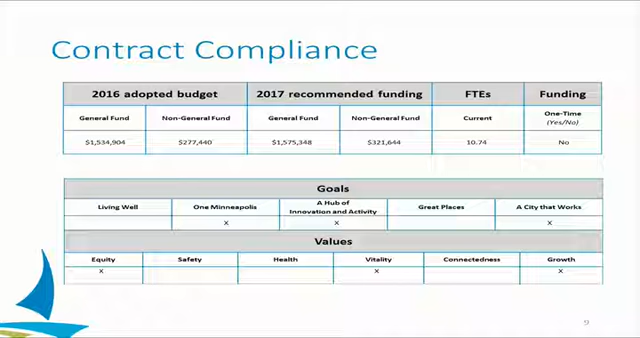 Contract Compliance
2016 adopted budget 2017 recommended funding FTEs Funding
General Fund Non-General Fund General Fund Non-General Fund Current One-Time
(Yes/No)
$1,534,904 $277,440 $1,575,348 $321,644 10.74 No
Goals
Living Well One Minneapolis A Hub of
Innovation and Activity Great Places A City that Works
X X X
Values
Equity Safety Health Vitality Connectedness Growth
X X X
9